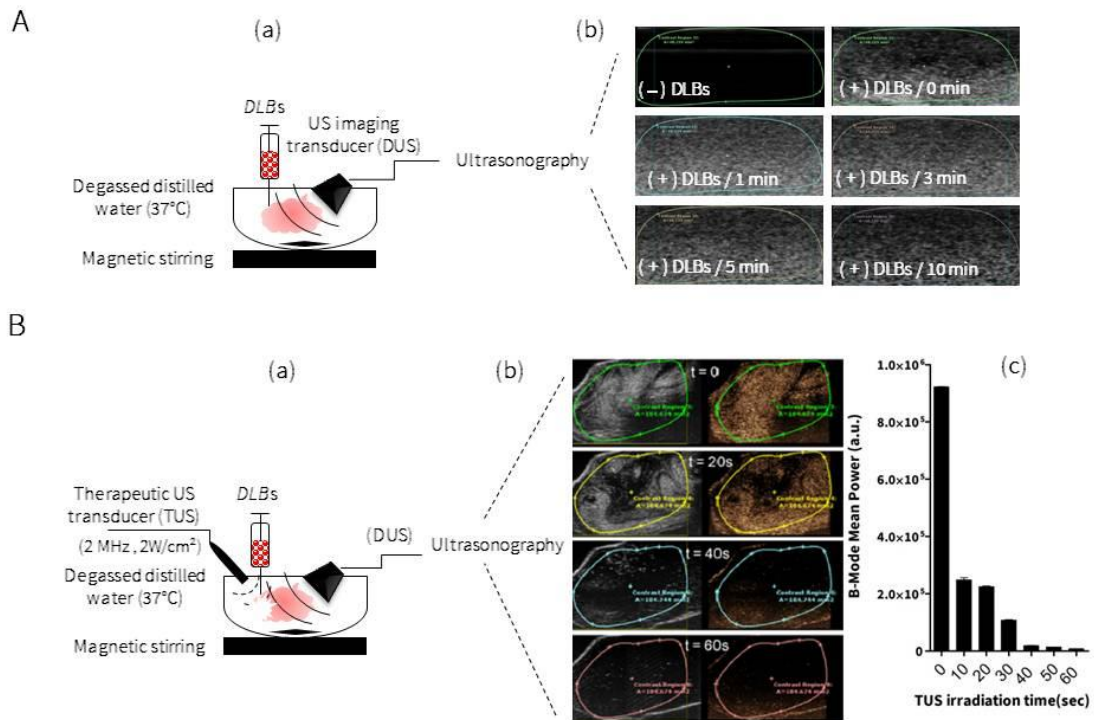 A
(a)
DLBs
US imaging
transducer (DUS)
Ultrasonography
Degassed distilled
water (37°C)
Magnetic stirring
(b)
(−) DLBs
(+) DLBs / 0 min
(+) DLBs / 1 min
(+) DLBs / 3 min
(+) DLBs / 5 min
(+) DLBs / 10 min
B
(a)
Therapeutic US
transducer (TUS)
(2 MHz , 2W/cm²)
DLBs
(DUS)
Ultrasonography
Degassed distilled
water (37°C)
Magnetic stirring
(b)
t = 0
t = 20s
t = 40s
t = 60s
(c)
B-Mode Mean Power (a.u.)
1.0×10⁶
8.0×10⁵
6.0×10⁵
4.0×10⁵
2.0×10⁵
0
0
10
20
30
40
50
60
TUS irradiation time(sec)